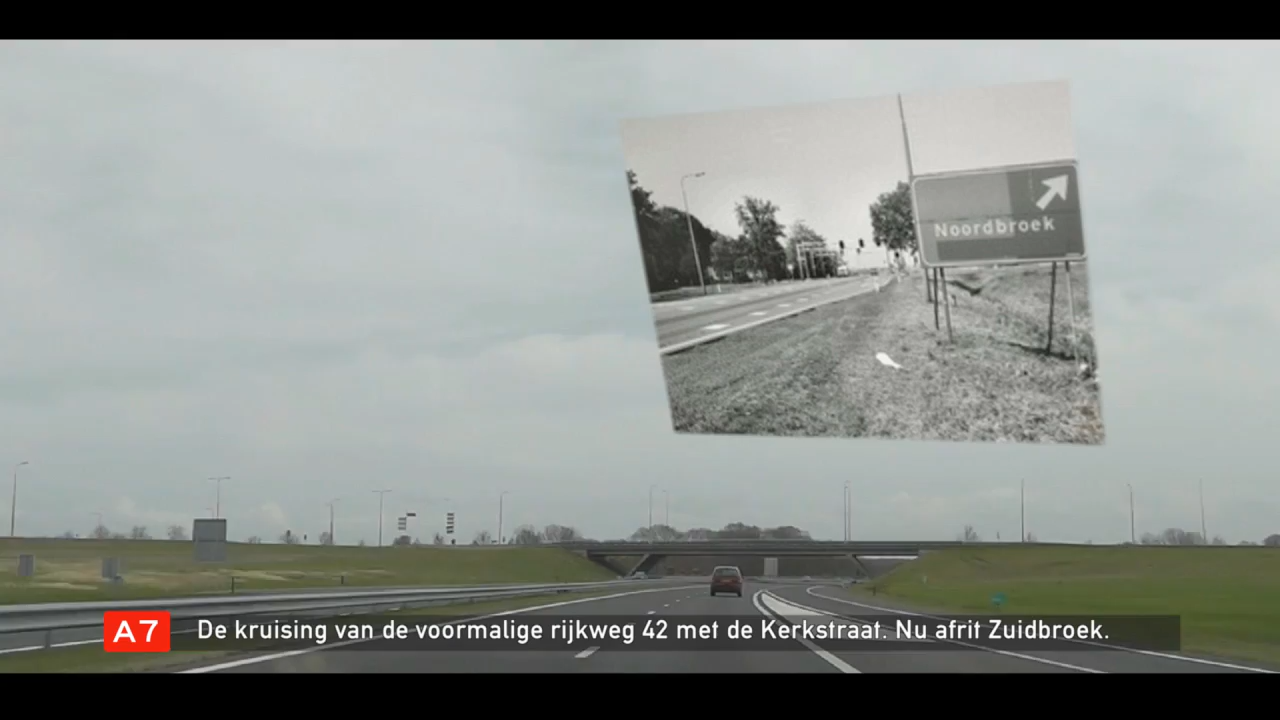 Noordbroek
A7 De kruising van de voormalige rijkweg 42 met de Kerkstraat. Nu afrit Zuidbroek.